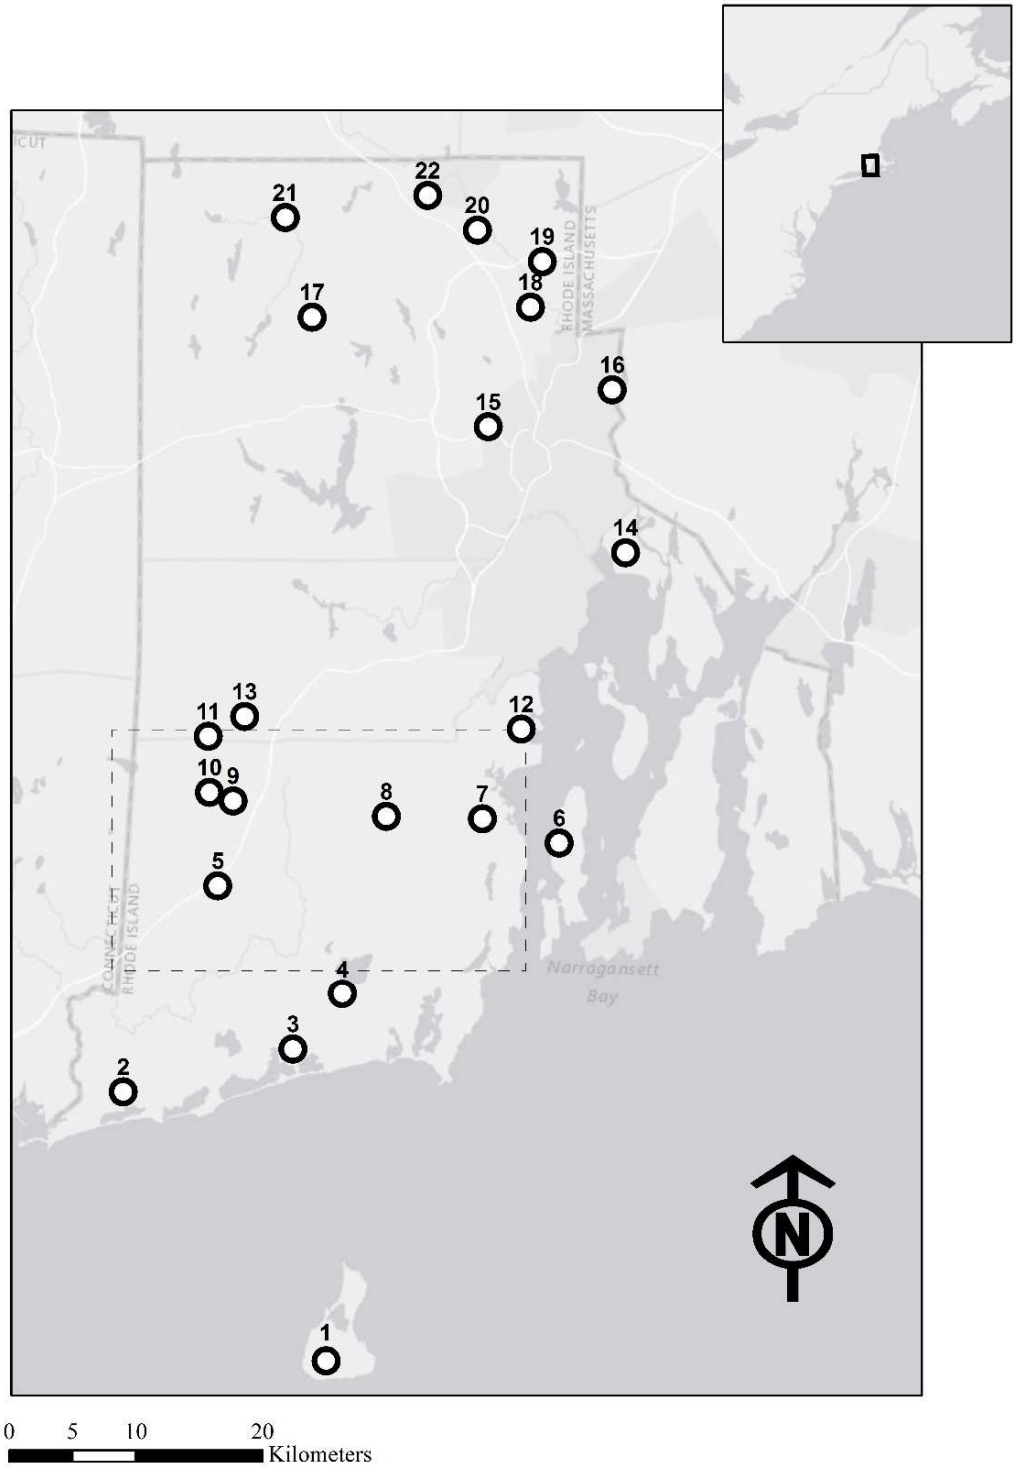 ICUT
22
21
20
19
18
17
RHODE ISLAND
MASSACHUSETTS
16
15
14
13
12
11
10
9
8
7
6
5
CONNECTICUT
RHODE ISLAND
4
Narragansett
Bay
3
2
N
1
0 5 10 20
Kilometers